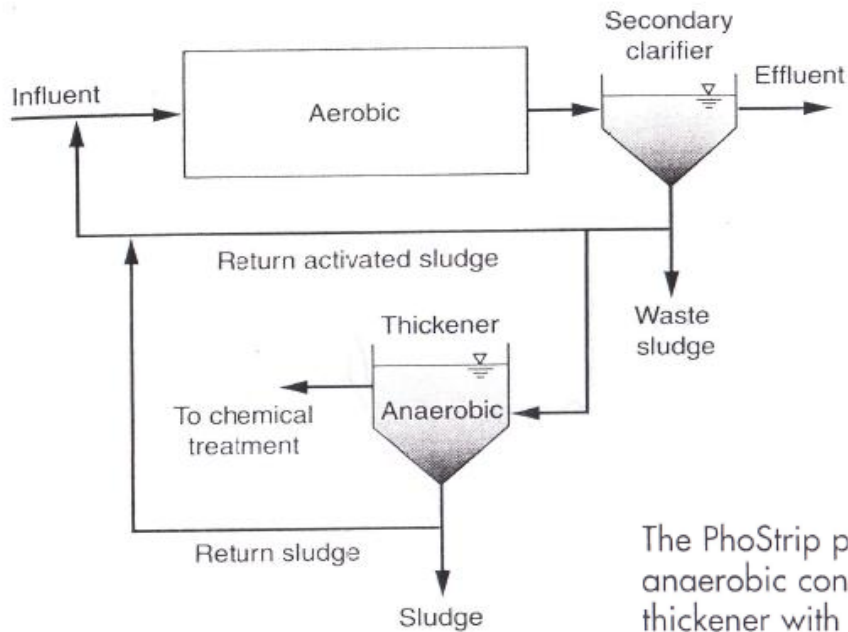 Secondary
clarifier
Effluent
Influent
Aerobic
Return activated sludge
Waste
sludge
Thickener
Anaerobic
To chemical
treatment
Return sludge
Sludge
The PhoStrip p
anaerobic con
thickener with